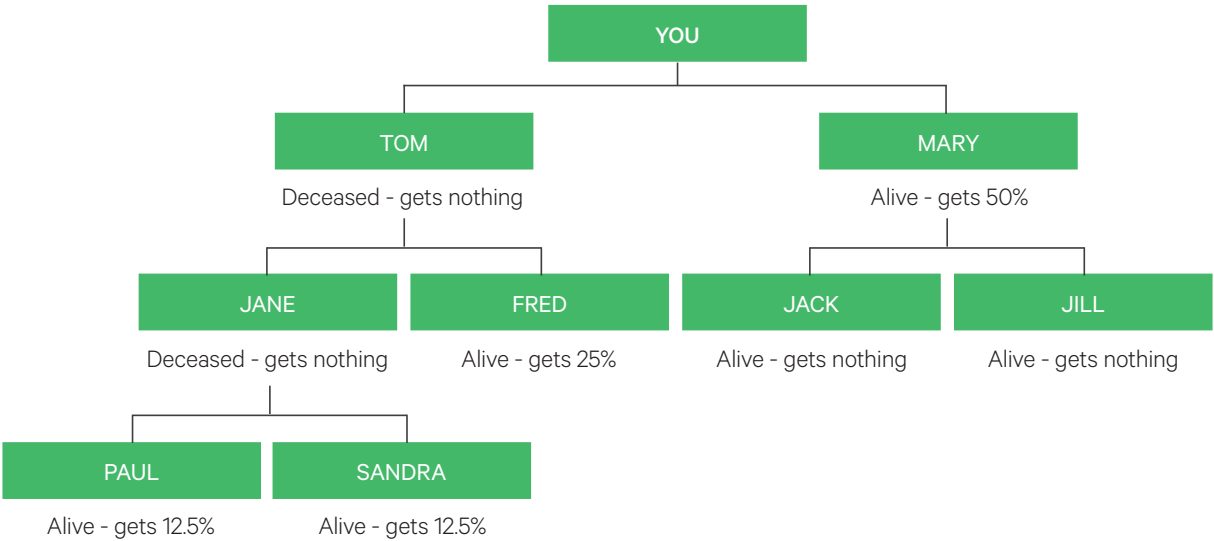 YOU
TOM
MARY
Deceased - gets nothing
Alive - gets 50%
JANE
FRED
JACK
JILL
Deceased - gets nothing
Alive - gets 25%
Alive - gets nothing
Alive - gets nothing
PAUL
SANDRA
Alive - gets 12.5%
Alive - gets 12.5%